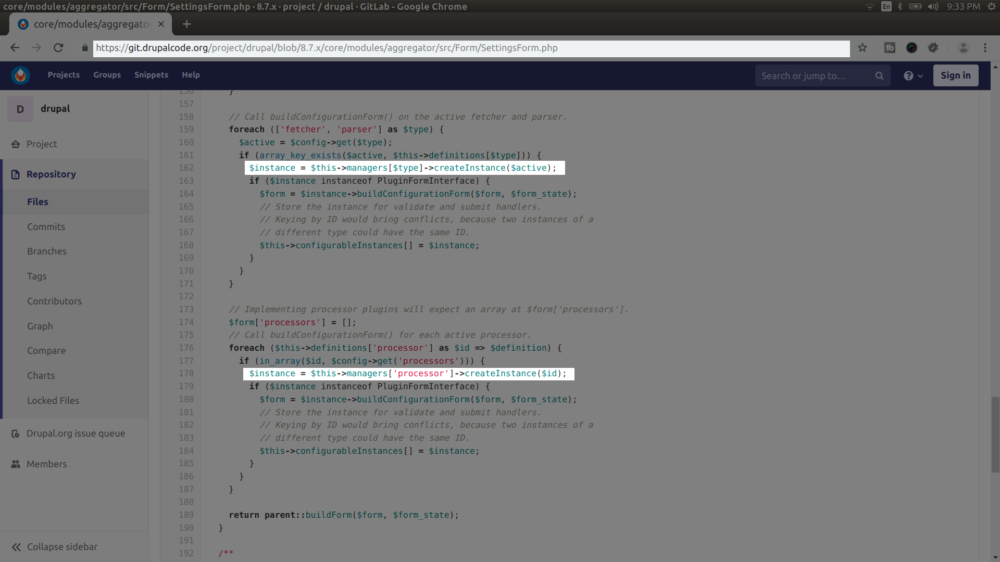 core/modules/aggregator/src/Form/SettingsForm.php · 8.7.x · project / drupal · GitLab - Google Chrome
En
9:33 PM
core/modules/aggregato
https://git.drupalcode.org/project/drupal/blob/8.7.x/core/modules/aggregator/src/Form/SettingsForm.php
Projects Groups Snippets Help
Search or jump to…
Sign in
D drupal
Project
Repository
Files
Commits
Branches
Tags
Contributors
Graph
Compare
Charts
Locked Files
Drupal.org issue queue
Members
Collapse sidebar
156 }
157
158 // Call buildConfigurationForm() on the active fetcher and parser.
159 foreach (['fetcher', 'parser'] as $type) {
160 $active = $config->get($type);
161 if (array_key_exists($active, $this->definitions[$type])) {
162 $instance = $this->managers[$type]->createInstance($active);
163 if ($instance instanceof PluginFormInterface) {
164 $form = $instance->buildConfigurationForm($form, $form_state);
165 // Store the instance for validate and submit handlers.
166 // Keying by ID would bring conflicts, because two instances of a
167 // different type could have the same ID.
168 $this->configurableInstances[] = $instance;
169 }
170 }
171 }
172
173 // Implementing processor plugins will expect an array at $form['processors'].
174 $form['processors'] = [];
175 // Call buildConfigurationForm() for each active processor.
176 foreach ($this->definitions['processor'] as $id => $definition) {
177 if (in_array($id, $config->get('processors'))) {
178 $instance = $this->managers['processor']->createInstance($id);
179 if ($instance instanceof PluginFormInterface) {
180 $form = $instance->buildConfigurationForm($form, $form_state);
181 // Store the instance for validate and submit handlers.
182 // Keying by ID would bring conflicts, because two instances of a
183 // different type could have the same ID.
184 $this->configurableInstances[] = $instance;
185 }
186 }
187 }
188
189 return parent::buildForm($form, $form_state);
190 }
191
192 /**